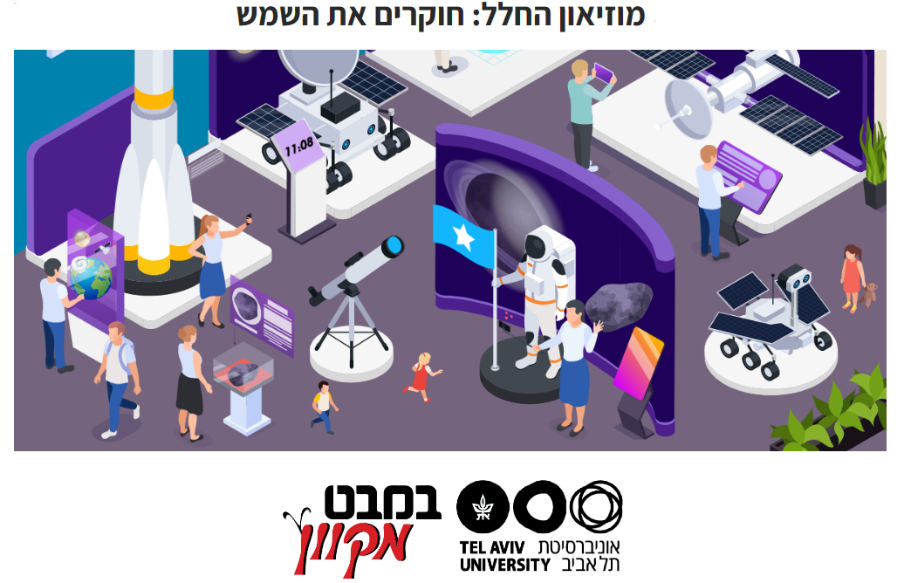 מוזיאון החלל: חוקרים את השמש
11:08
במבט
מקוון
TEL AVIV אוניברסיטת
UNIVERSITY תל אביב